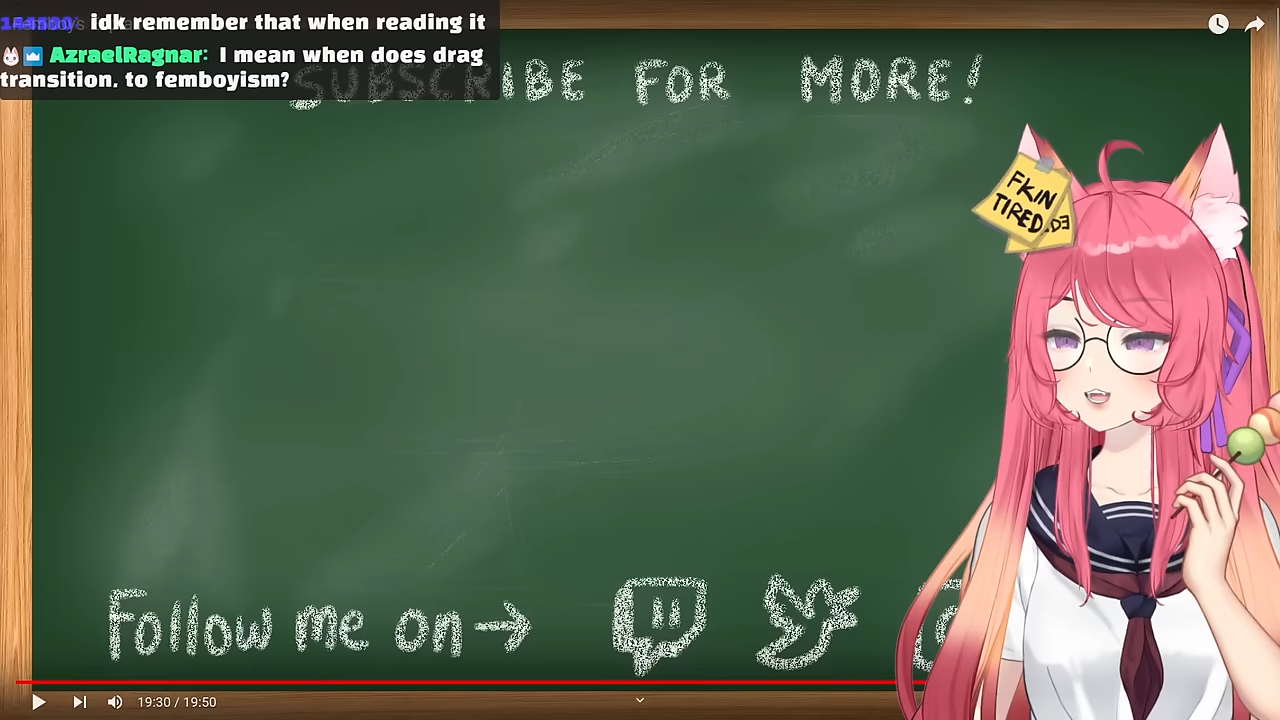 idk remember that when reading it
AzraelRagnar: I mean when does drag
transition. to femboyism?
SUBSCRIBE FOR MORE!
FKIN
TIRED.D3
Follow me on→
19:30 / 19:50